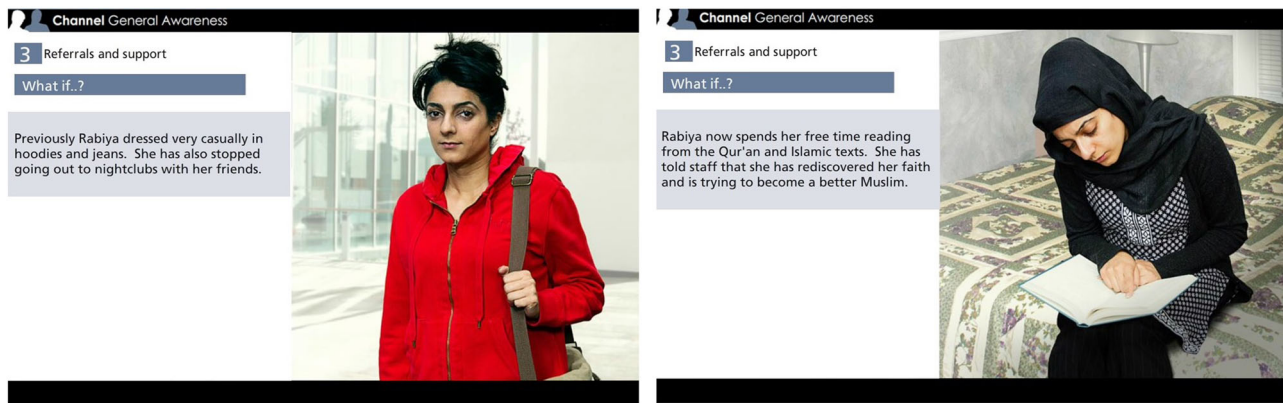 Channel General Awareness
3 Referrals and support
What if..?
Previously Rabiya dressed very casually in
hoodies and jeans. She has also stopped
going out to nightclubs with her friends.
Channel General Awareness
3 Referrals and support
What if..?
Rabiya now spends her free time reading
from the Qur'an and Islamic texts. She has
told staff that she has rediscovered her faith
and is trying to become a better Muslim.